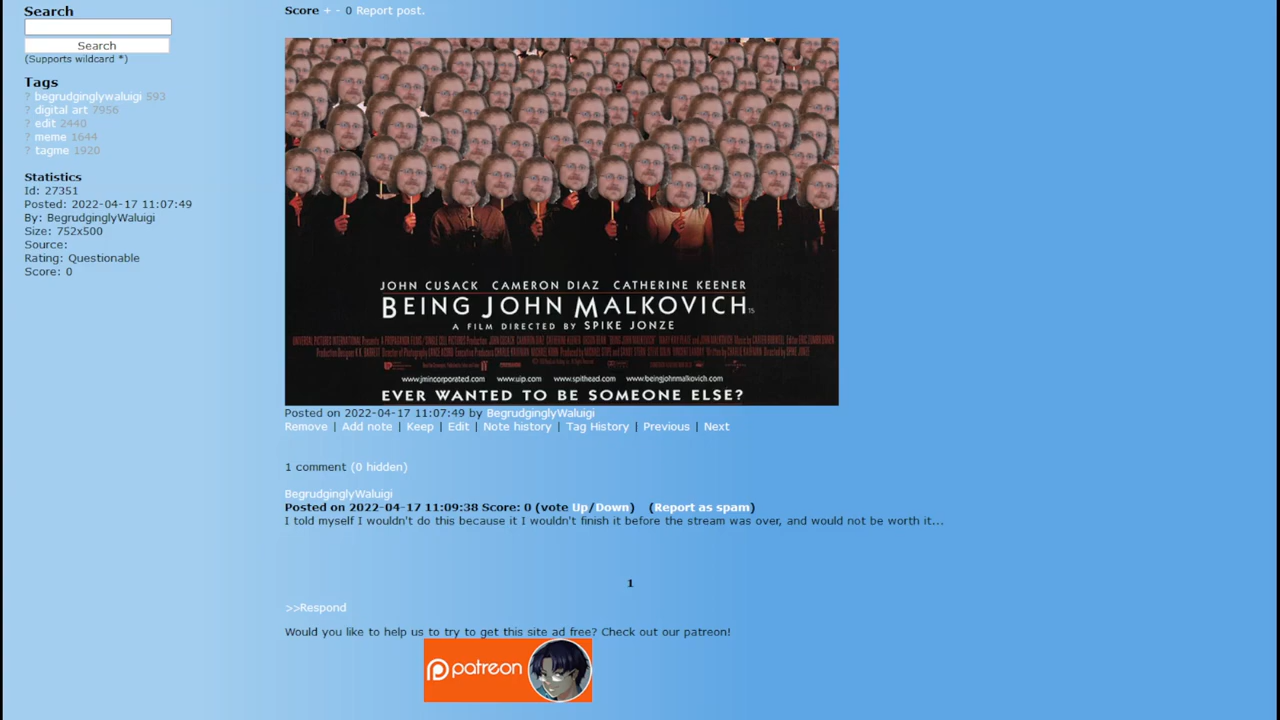 Search
Search
(Supports wildcard *)
Tags
? begrudginglywaluigi 593
? digital art 7956
? edit 2440
? meme 1644
? tagme 1920
Statistics
Id: 27351
Posted: 2022-04-17 11:07:49
By: BegrudginglyWaluigi
Size: 752x500
Source:
Rating: Questionable
Score: 0
Score + - 0 Report post.
JOHN CUSACK CAMERON DIAZ CATHERINE KEENER
BEING JOHN MALKOVICH 15
A FILM DIRECTED BY SPIKE JONZE
www.jmincorporated.com www.uip.com www.spithead.com www.beingjohnmalkovich.com
EVER WANTED TO BE SOMEONE ELSE?
Posted on 2022-04-17 11:07:49 by BegrudginglyWaluigi
Remove | Add note | Keep | Edit | Note history | Tag History | Previous | Next
1 comment (0 hidden)
BegrudginglyWaluigi
Posted on 2022-04-17 11:09:38 Score: 0 (vote Up/Down) (Report as spam)
I told myself I wouldn't do this because it I wouldn't finish it before the stream was over, and would not be worth it...
1
>>Respond
Would you like to help us to try to get this site ad free? Check out our patreon!
patreon